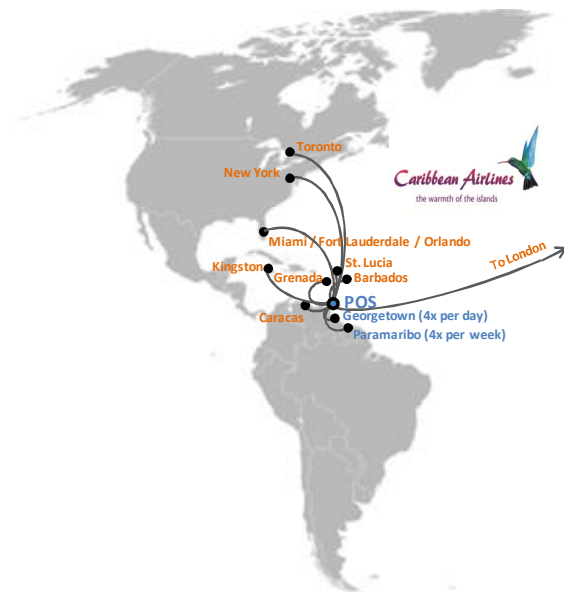 Toronto
Caribbean Airlines
the warmth of the islands
New York
Miami / Fort Lauderdale / Orlando
To London
St. Lucia
Kingston
Grenada
Barbados
POS
Caracas
Georgetown (4x per day)
Paramaribo (4x per week)